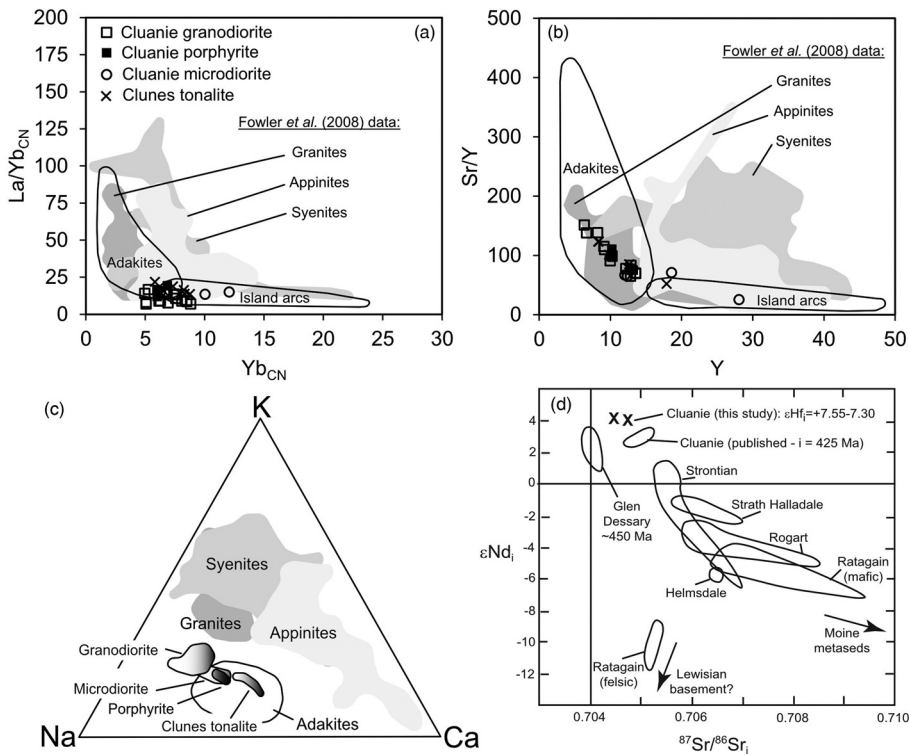 200
175
150
125
100
75
50
25
0
La/Yb_CN
(a)
Cluanie granodiorite
Cluanie porphyrite
Cluanie microdiorite
Clunes tonalite
Fowler et al. (2008) data:
Granites
Appinites
Syenites
Adakites
Island arcs
0 5 10 15 20 25 30
Yb_CN
500
400
300
200
100
0
Sr/Y
(b)
Fowler et al. (2008) data:
Granites
Appinites
Syenites
Adakites
Island arcs
0 10 20 30 40 50
Y
(c)
K
Syenites
Granites
Appinites
Granodiorite
Microdiorite
Porphyrite
Clunes tonalite
Adakites
Na
Ca
(d)
4
2
0
-2
-4
-6
-8
-10
-12
εNd_i
X X
Cluanie (this study): εHf_i=+7.55-7.30
Cluanie (published - i = 425 Ma)
Strontian
Glen
Dessary
~450 Ma
Strath Halladale
Rogart
Ratagain
(mafic)
Helmsdale
Moine
metaseds
Ratagain
(felsic)
Lewisian
basement?
0.704 0.706 0.708 0.710
⁸⁷Sr/⁸⁶Sr_i